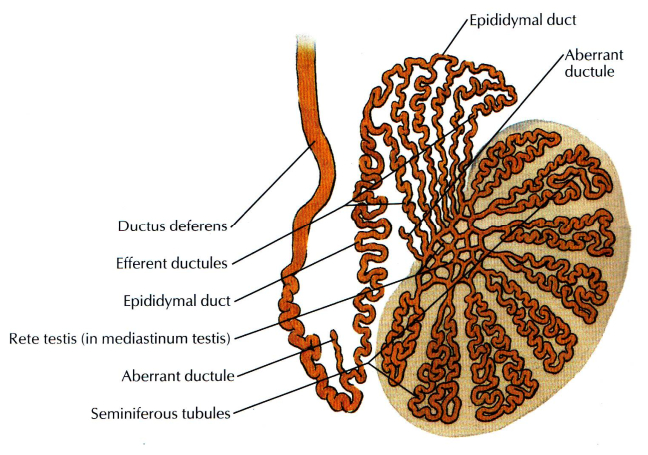 Epididymal duct
Aberrant
ductule
Ductus deferens
Efferent ductules
Epididymal duct
Rete testis (in mediastinum testis)
Aberrant ductule
Seminiferous tubules